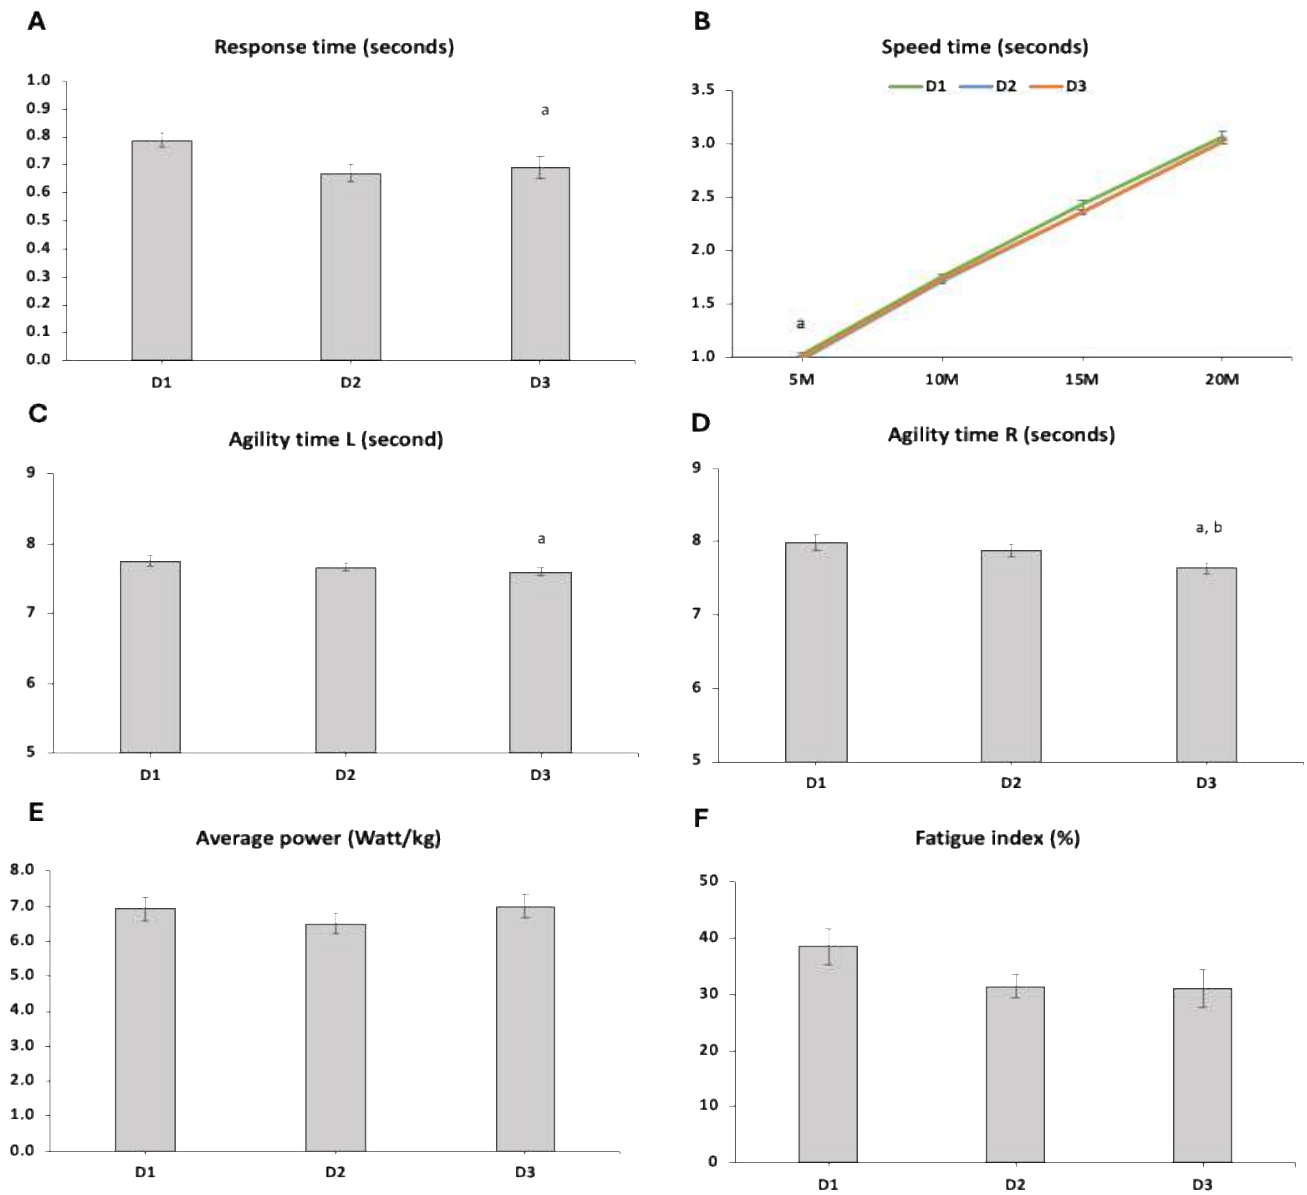 A
Response time (seconds)
1.0
0.9
0.8
0.7
0.6
0.5
0.4
0.3
0.2
0.1
0.0
a
D1 D2 D3
B
Speed time (seconds)
D1 D2 D3
3.5
3.0
2.5
2.0
1.5
1.0
a
5M 10M 15M 20M
C
Agility time L (second)
9
8
7
6
5
a
D1 D2 D3
D
Agility time R (seconds)
9
8
7
6
5
a, b
D1 D2 D3
E
Average power (Watt/kg)
8.0
7.0
6.0
5.0
4.0
3.0
2.0
1.0
0.0
D1 D2 D3
F
Fatigue index (%)
50
40
30
20
10
0
D1 D2 D3